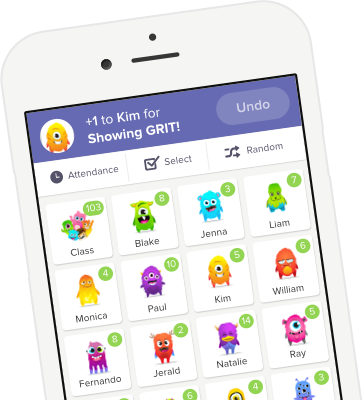 +1 to Kim for
Showing GRIT!
Undo
Attendance
Select
Random
103
Class
8
Blake
3
Jenna
7
Liam
4
Monica
10
Paul
5
Kim
6
William
8
Fernando
2
Jerald
14
Natalie
5
Ray
6
4
3